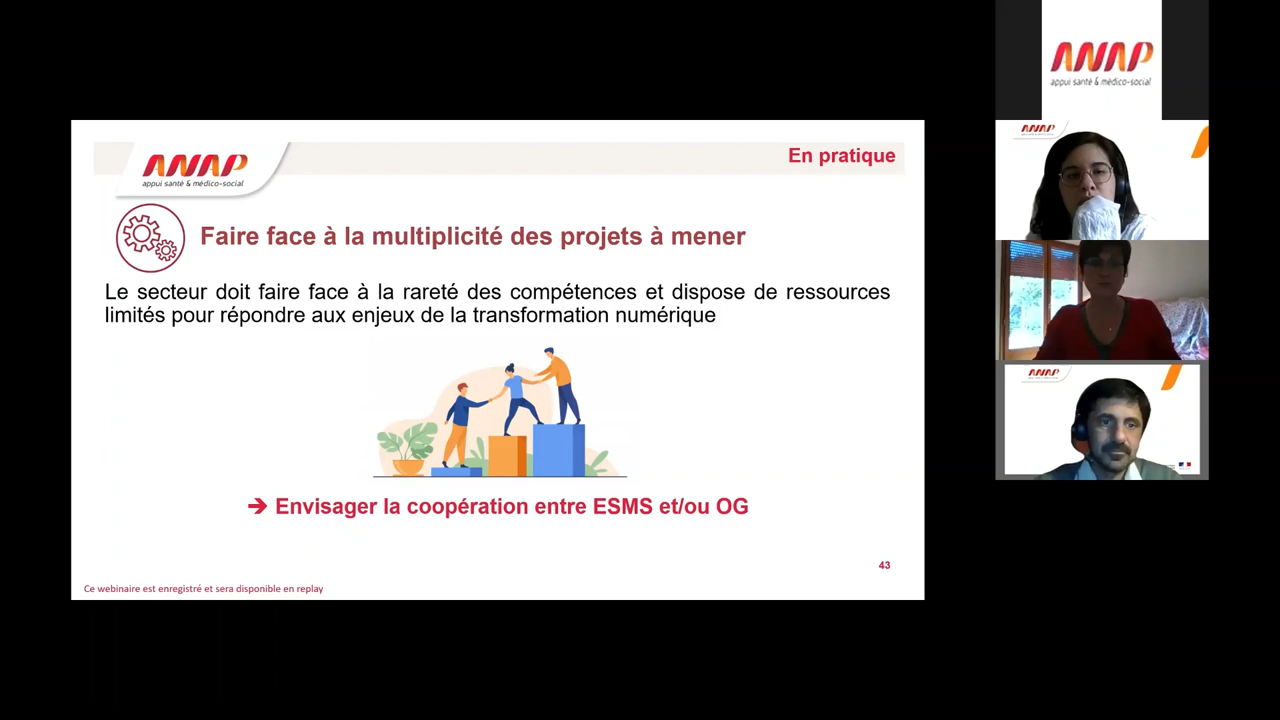 ANAP
appui santé & médico-social
En pratique
Faire face à la multiplicité des projets à mener
Le secteur doit faire face à la rareté des compétences et dispose de ressources
limités pour répondre aux enjeux de la transformation numérique
➔ Envisager la coopération entre ESMS et/ou OG
43
Ce webinaire est enregistré et sera disponible en replay
ANAP
appui santé & médico-social
ANAP
ANAP